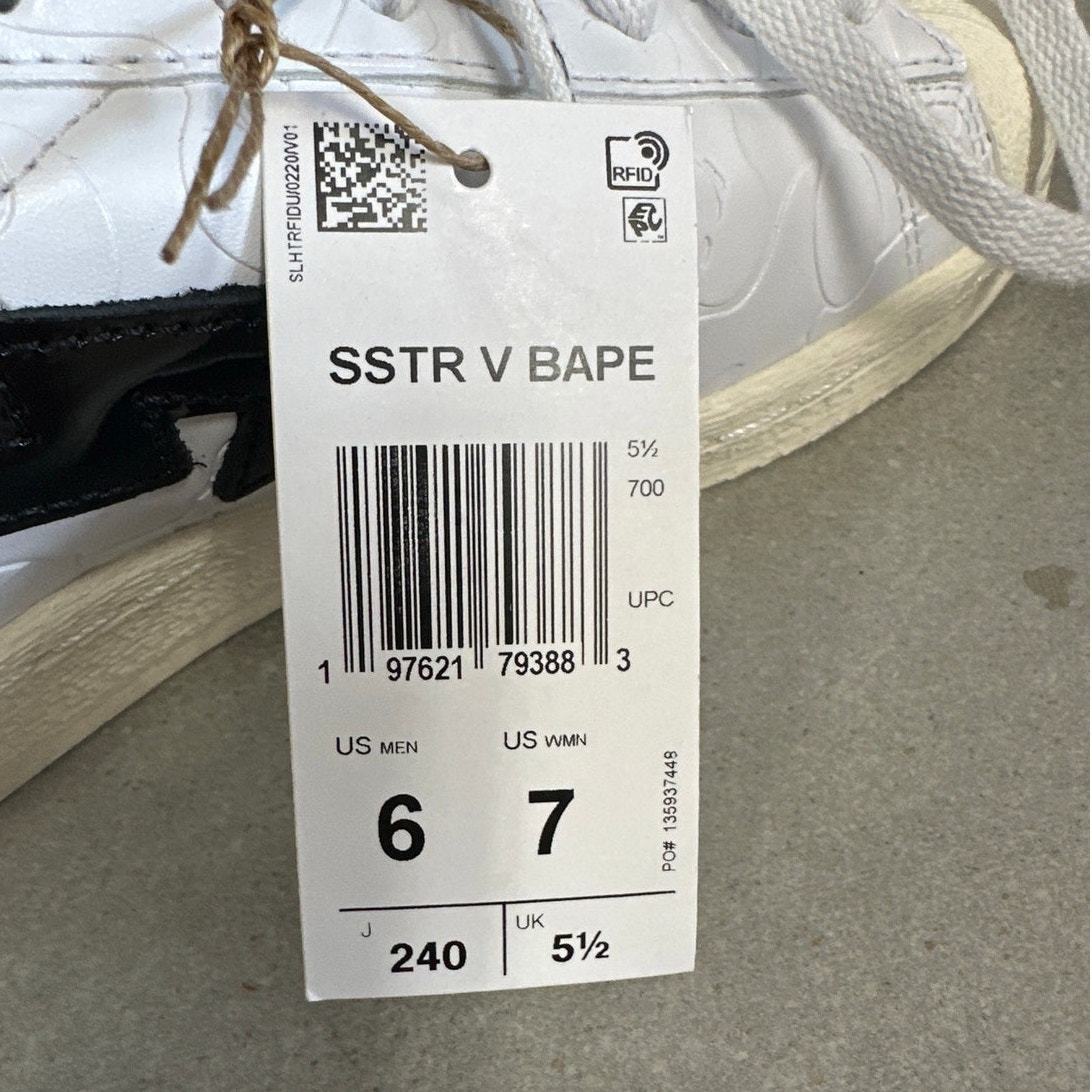 SLHTRFIDU/0220/V01
RFID
EPC
SSTR V BAPE
5½
700
UPC
1 97621 79388 3
US MEN US WMN
6 7
PO# 135937448
J 240 UK 5½